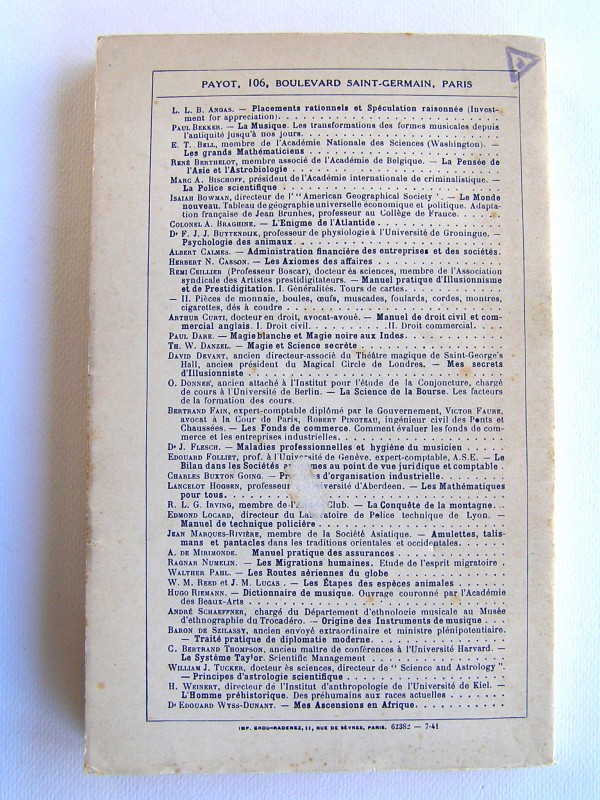 PAYOT, 106, BOULEVARD SAINT-GERMAIN, PARIS
L. L. B. ANGAS. — Placements rationnels et Spéculation raisonnée (Invest-
ment for appreciation).
PAUL BEKKER. — La Musique. Les transformations des formes musicales depuis
l'antiquité jusqu'à nos jours.
E. T. BELL, membre de l'Académie Nationale des Sciences (Washington). —
Les grands Mathématiciens
RENÉ BERTHELOT, membre associé de l'Académie de Belgique. — La Pensée de
l'Asie et l'Astrobiologie
MARC A. BISCHOFF, président de l'Académie internationale de criminalistique. —
La Police scientifique
ISAIAH BOWMAN, directeur de l'"American Geographical Society". — Le Monde
nouveau. Tableau de géographie universelle économique et politique. Adapta-
tion française de Jean Brunhes, professeur au Collège de France.
COLONEL A. BRAGHINE. — L'Enigme de l'Atlantide
Dr F. J. J. BUYTENDIJK, professeur de physiologie à l'Université de Groningue. —
Psychologie des animaux
ALBERT CALMES. — Administration financière des entreprises et des sociétés.
HERBERT N. CASSON. — Les Axiomes des affaires
REMI CEILLIER (Professeur Boscar), docteur ès sciences, membre de l'Association
syndicale des Artistes prestidigitateurs. — Manuel pratique d'Illusionnisme
et de Prestidigitation. I. Généralités. Tours de cartes.
— II. Pièces de monnaie, boules, œufs, muscades, foulards, cordes, montres,
cigarettes, dés à coudre
ARTHUR CURTI, docteur en droit, avocat-avoué. — Manuel de droit civil et com-
mercial anglais. I. Droit civil. II. Droit commercial.
PAUL DARE. — Magie blanche et Magie noire aux Indes
TH. W. DANZEL. — Magie et Science secrète
DAVID DEVANT, ancien directeur-associé du Théâtre magique de Saint-George's
Hall, ancien président du Magical Circle de Londres. — Mes secrets
d'Illusionniste
O. DONNER, ancien attaché à l'Institut pour l'étude de la Conjoncture, chargé
de cours à l'Université de Berlin. — La Science de la Bourse. Les facteurs
de la formation des cours.
BERTRAND FAIN, expert-comptable diplômé par le Gouvernement, VICTOR FAURE,
avocat à la Cour de Paris, ROBERT PINOTEAU, ingénieur civil des Ponts et
Chaussées. — Les Fonds de commerce. Comment évaluer les fonds de com-
merce et les entreprises industrielles.
Dr J. FLESCH. — Maladies professionnelles et hygiène du musicien
EDOUARD FOLLIET, prof. à l'Université de Genève. expert-comptable, A.S.E. — Le
Bilan dans les Sociétés au point de vue juridique et comptable
CHARLES BUXTON GOING. — d'organisation industrielle
LANCELOT HOGBEN, professeur d'Aberdeen. — Les Mathématiques
pour tous
R. L. G. IRVING, membre de Club. — La Conquête de la montagne
EDMOND LOCARD, directeur du Laboratoire de Police technique de Lyon. —
Manuel de technique policière
JEAN MARQUES-RIVIÈRE, membre de la Société Asiatique. — Amulettes, talis-
mans et pantacles dans les traditions orientales et occidentales
A. DE MIRIMONDE. Manuel pratique des assurances
RAGNAR NUMELIN. — Les Migrations humaines. Etude de l'esprit migratoire
WALTHER PAHL. — Les Routes aériennes du globe
W. M. REED et J. M. LUCAS. — Les Étapes des espèces animales
HUGO RIEMANN. — Dictionnaire de musique. Ouvrage couronné par l'Académie
des Beaux-Arts
ANDRÉ SCHAEFFNER, chargé du Département d'ethnologie musicale au Musée
d'ethnographie du Trocadéro. — Origine des Instruments de musique
BARON DE SZILASSY, ancien envoyé extraordinaire et ministre plénipotentiaire.
— Traité pratique de diplomatie moderne
C. BERTRAND THOMPSON, ancien maître de conférences à l'Université Harvard. —
Le Système Taylor. Scientific Management
WILLIAM J. TUCKER, docteur ès sciences, directeur de "Science and Astrology".
— Principes d'astrologie scientifique
H. WEINERT, directeur de l'Institut d'anthropologie de l'Université de Kiel. —
L'Homme préhistorique. Des préhumains aux races actuelles
Dr EDOUARD WYSS-DUNANT. — Mes Ascensions en Afrique
IMP. GROU-RADENEZ, 11, RUE DE SÈVRES, PARIS. 62382 — 7-41